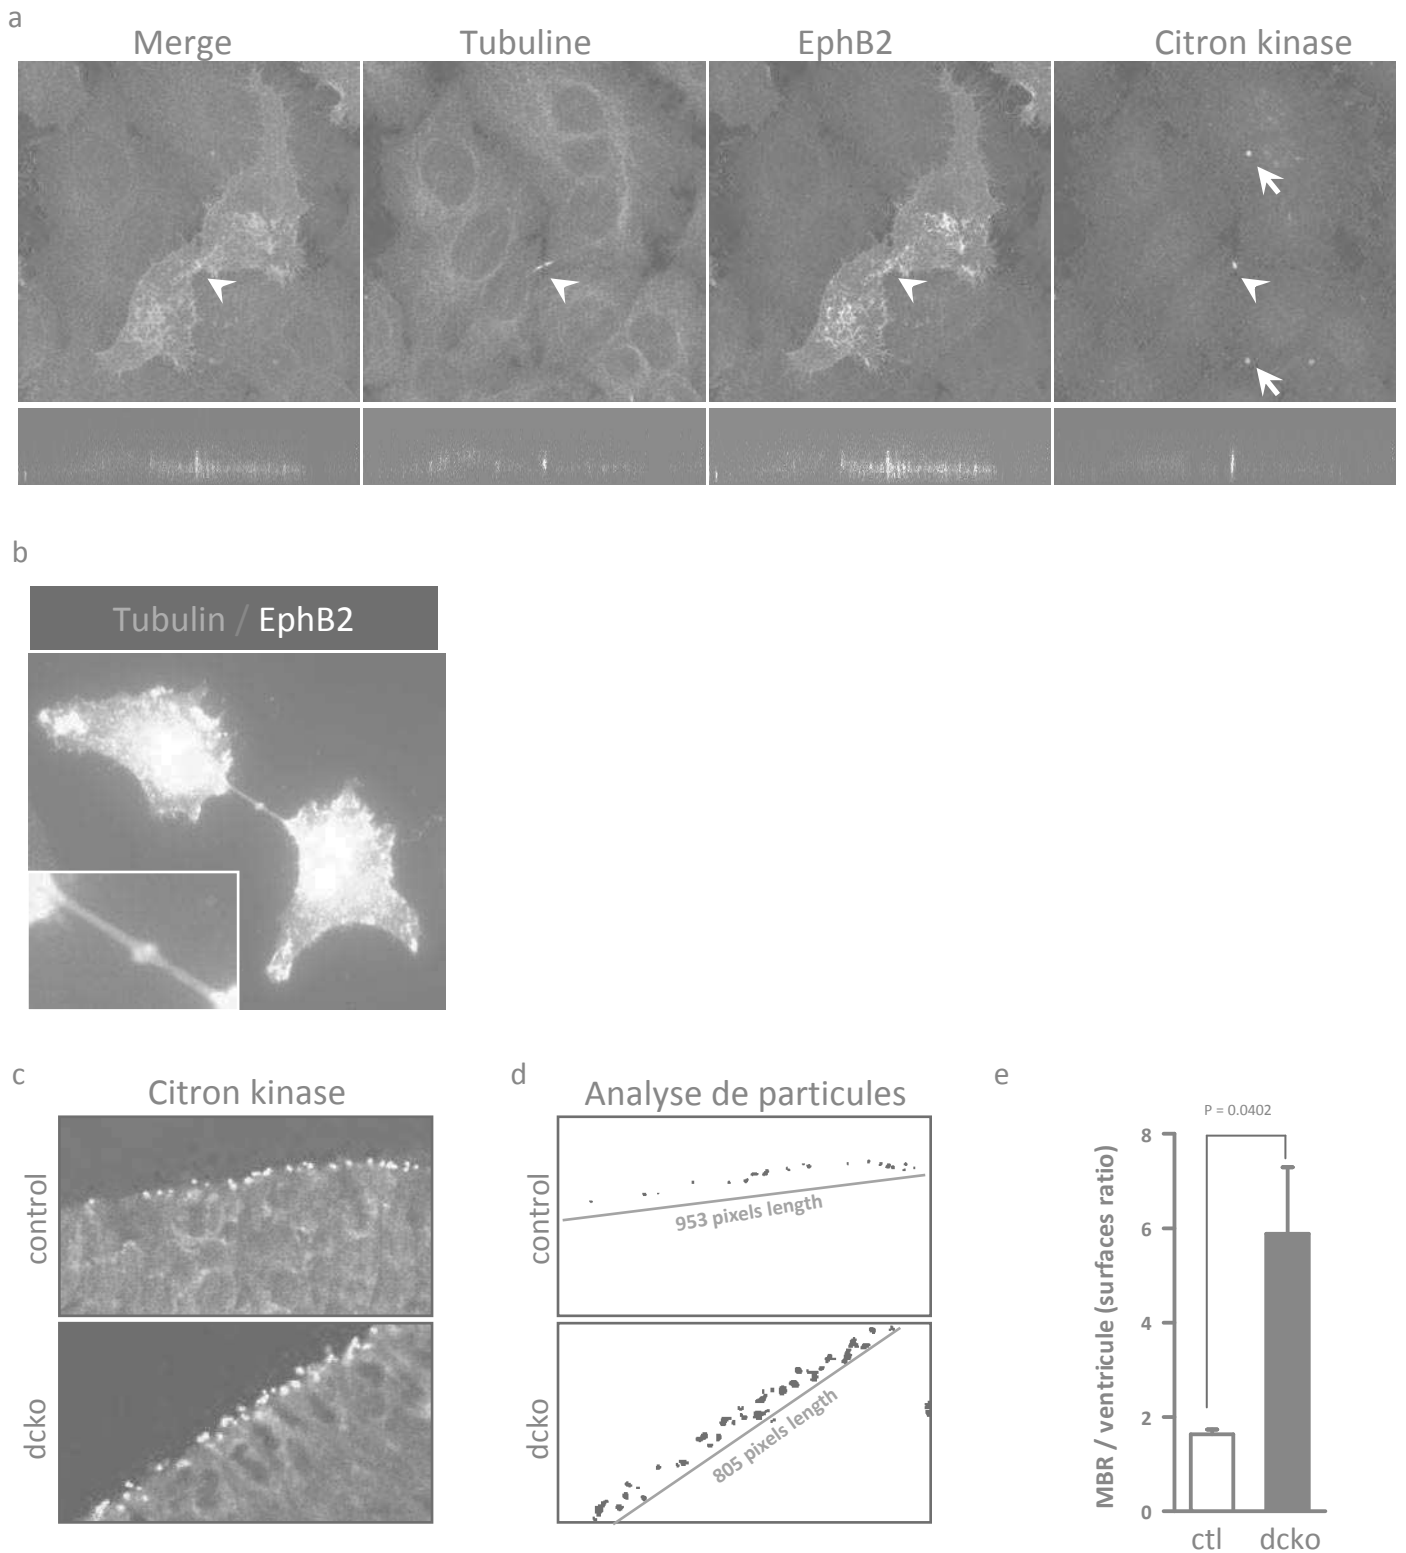 a
Merge
Tubuline
EphB2
Citron kinase
b
Tubulin / EphB2
c
Citron kinase
control
dcko
d
Analyse de particules
control
953 pixels length
dcko
805 pixels length
e
P = 0.0402
MBR / ventricule (surfaces ratio)
8
6
4
2
0
ctl
dcko